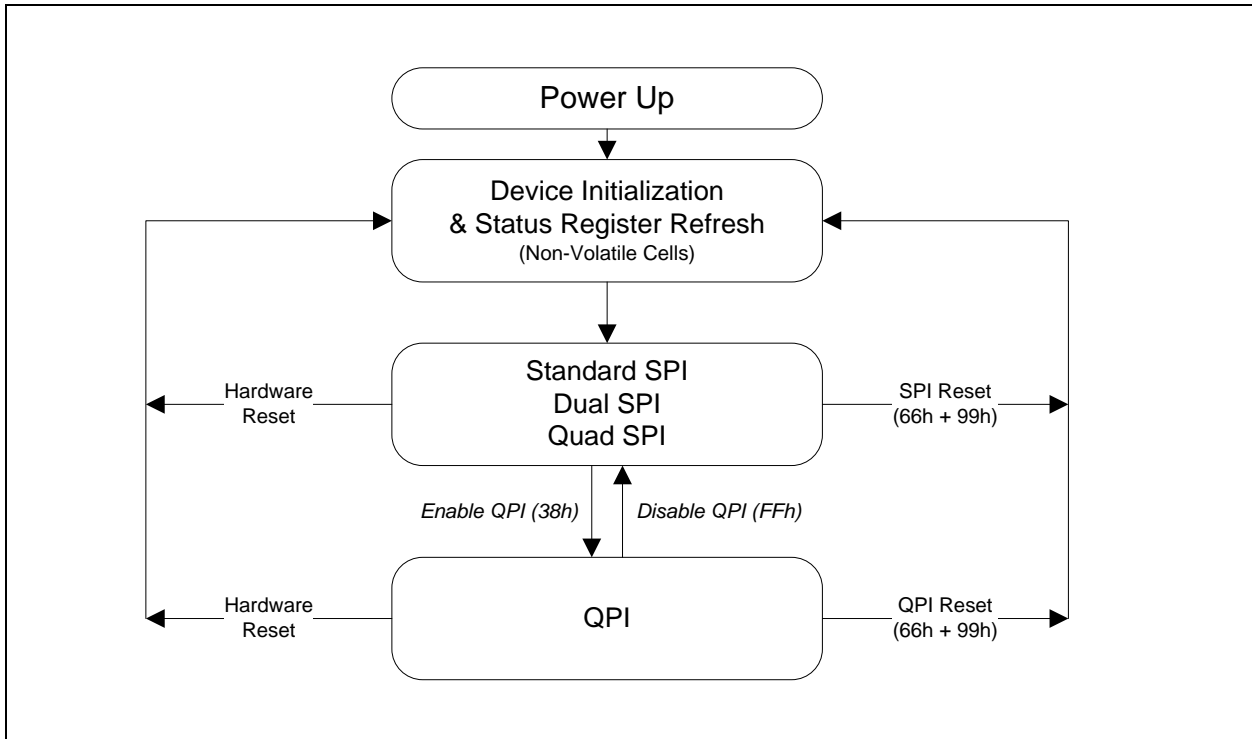 Power Up
Device Initialization
& Status Register Refresh
(Non-Volatile Cells)
Standard SPI
Dual SPI
Quad SPI
Hardware
Reset
SPI Reset
(66h + 99h)
Enable QPI (38h)
Disable QPI (FFh)
Hardware
Reset
QPI
QPI Reset
(66h + 99h)